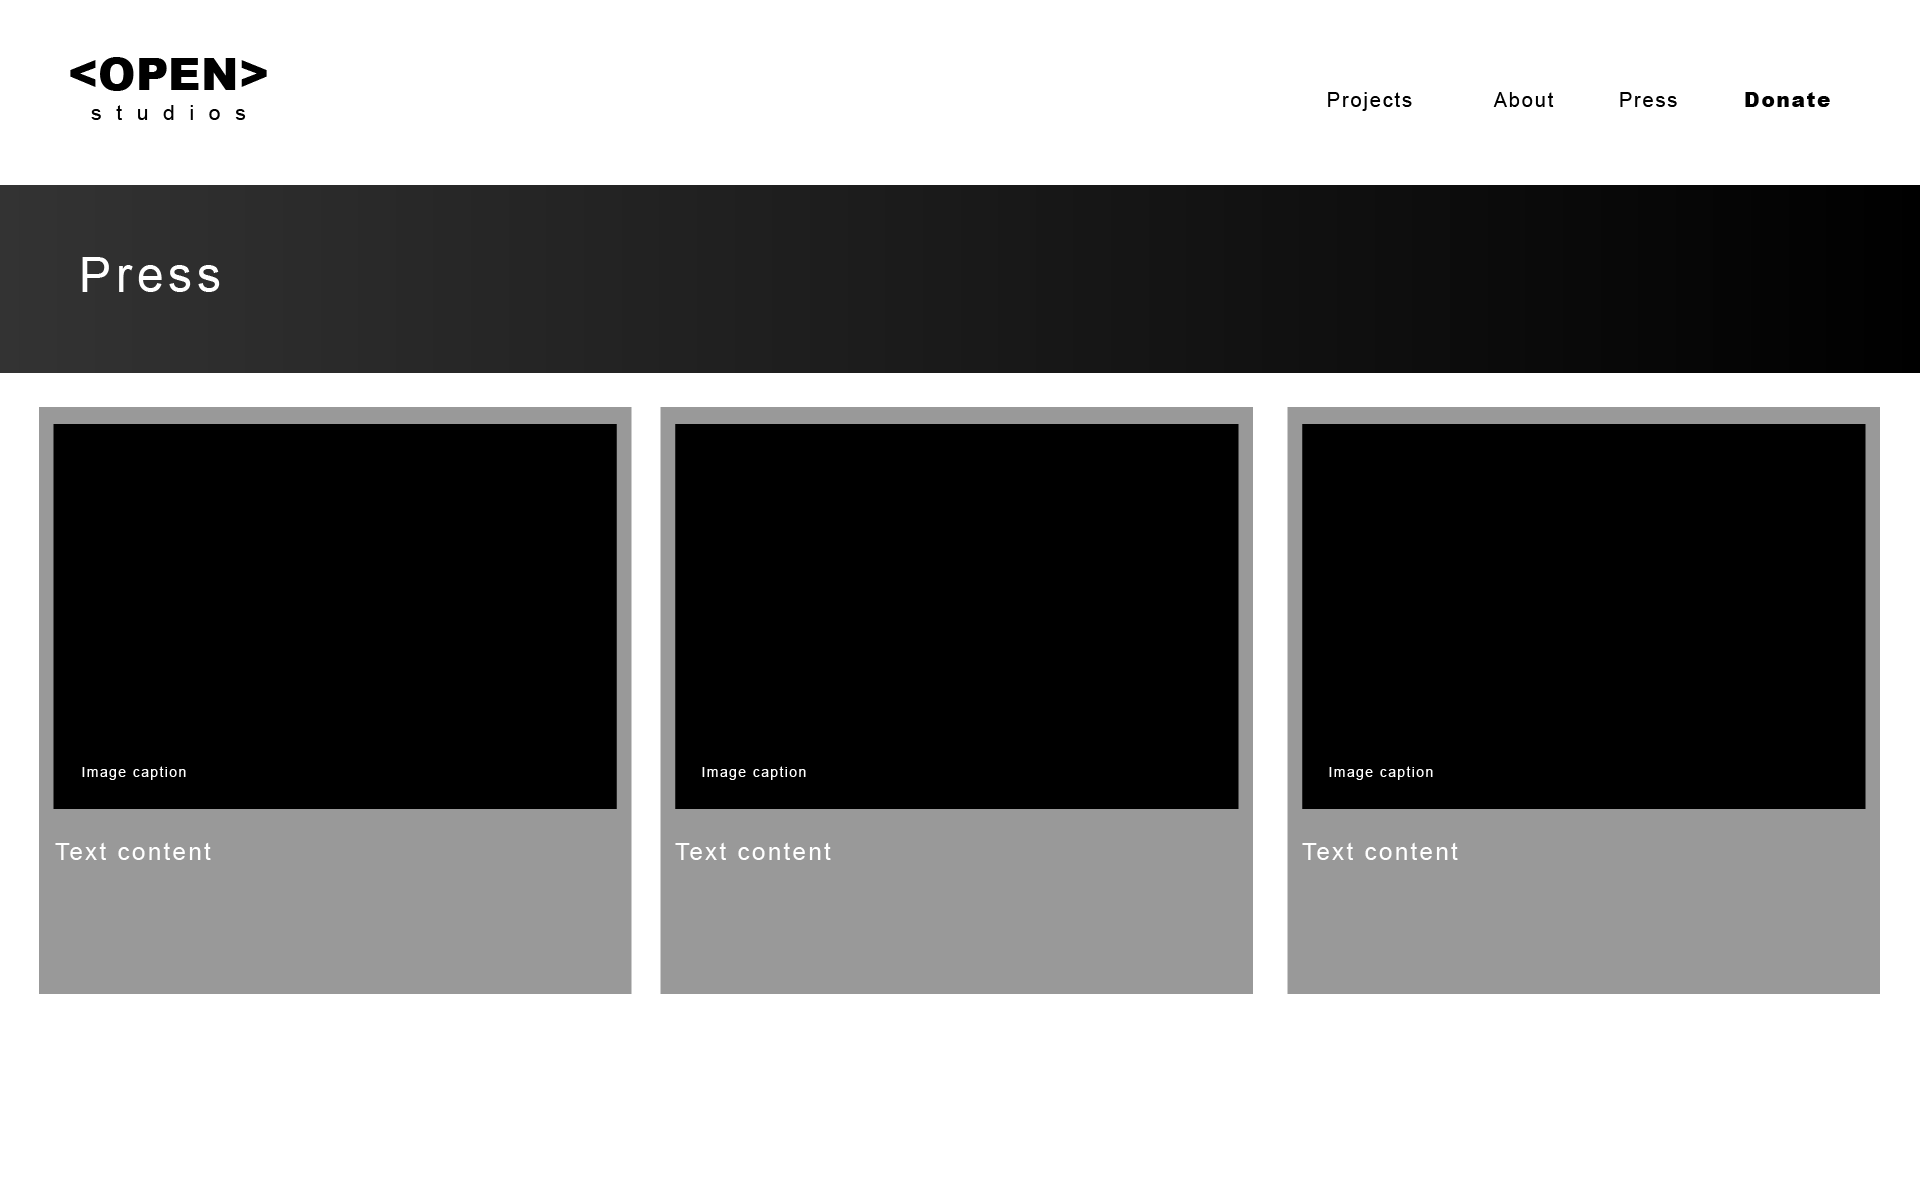 <OPEN>
studios
Projects About Press Donate
Press
Image caption Image caption Image caption
Text content Text content Text content